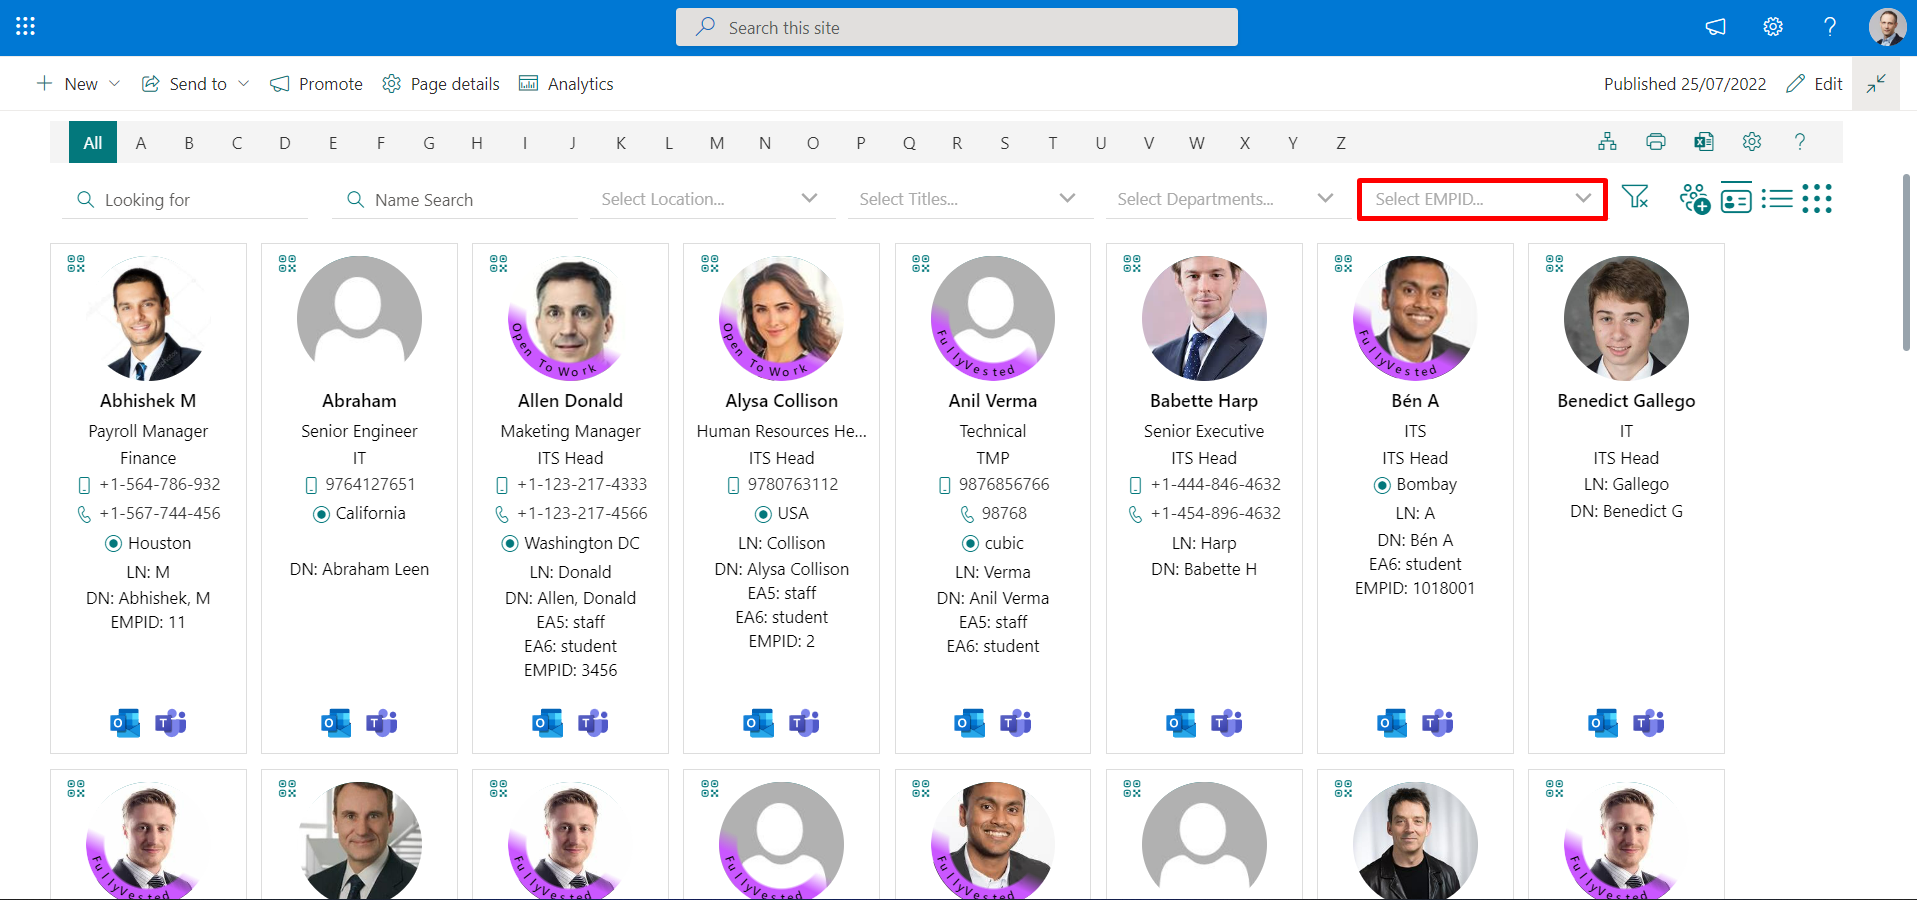 Search this site
New
Send to
Promote
Page details
Analytics
Published 25/07/2022
Edit
All A B C D E F G H I J K L M N O P Q R S T U V W X Y Z
Looking for
Name Search
Select Location...
Select Titles...
Select Departments...
Select EMPID...
Abhishek M
Payroll Manager
Finance
+1-564-786-932
+1-567-744-456
Houston
LN: M
DN: Abhishek, M
EMPID: 11
Abraham
Senior Engineer
IT
9764127651
California
DN: Abraham Leen
Open To Work
Allen Donald
Maketing Manager
ITS Head
+1-123-217-4333
+1-123-217-4566
Washington DC
LN: Donald
DN: Allen, Donald
EA5: staff
EA6: student
EMPID: 3456
Open To Work
Alysa Collison
Human Resources He...
ITS Head
9780763112
USA
LN: Collison
DN: Alysa Collison
EA5: staff
EA6: student
EMPID: 2
FullyVested
Anil Verma
Technical
TMP
9876856766
98768
cubic
LN: Verma
DN: Anil Verma
EA5: staff
EA6: student
Babette Harp
Senior Executive
ITS Head
+1-444-846-4632
+1-454-896-4632
LN: Harp
DN: Babette H
FullyVested
Bén A
ITS
ITS Head
Bombay
LN: A
DN: Bén A
EA6: student
EMPID: 1018001
Benedict Gallego
IT
ITS Head
LN: Gallego
DN: Benedict G
FullyVested
FullyVested
FullyVested
FullyVested
FullyVested